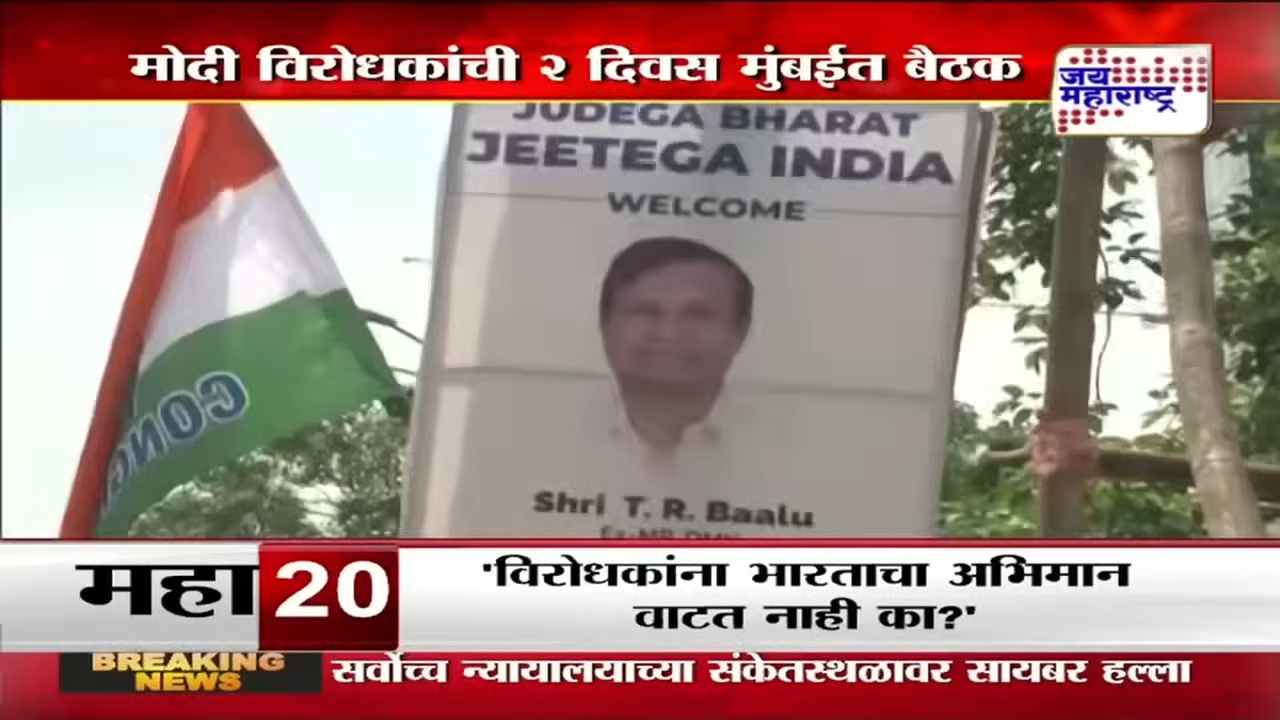 मोदी विरोधकांची २ दिवस मुंबईत बैठक
जय
महाराष्ट्र
JUDEGA BHARAT
JEETEGA INDIA
WELCOME
CONG
Shri T. R. Baalu
महा 20
'विरोधकांना भारताचा अभिमान
वाटत नाही का?'
BREAKING
NEWS
सर्वोच्च न्यायालयाच्या संकेतस्थळावर सायबर हल्ला